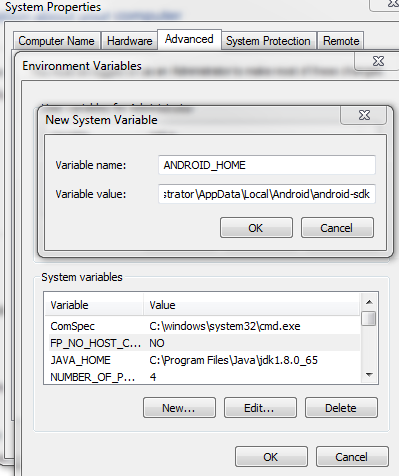 System Properties
Computer Name Hardware Advanced System Protection Remote
Environment Variables
New System Variable
Variable name: ANDROID_HOME
Variable value: strator\AppData\Local\Android\android-sdk
OK Cancel
System variables
Variable Value
ComSpec C:\windows\system32\cmd.exe
FP_NO_HOST_C... NO
JAVA_HOME C:\Program Files\Java\jdk1.8.0_65
NUMBER_OF_P... 4
New... Edit... Delete
OK Cancel